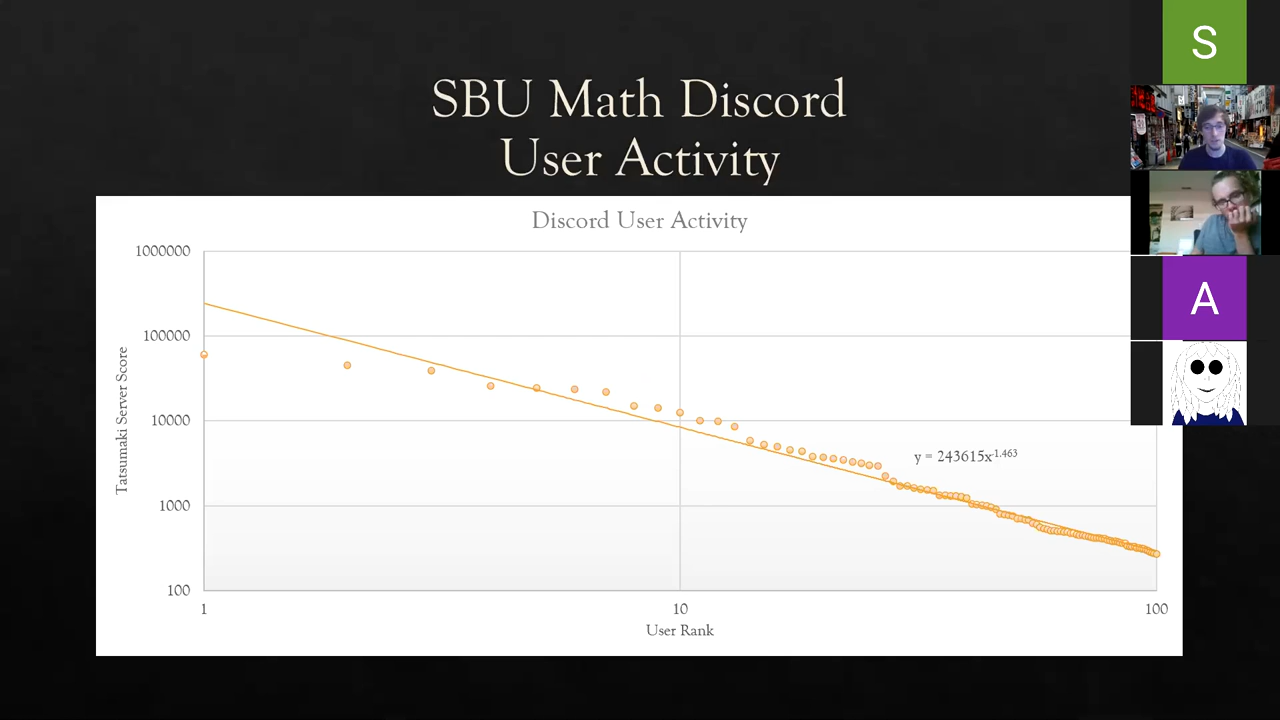 SBU Math Discord
User Activity
Discord User Activity
1000000
100000
10000
1000
100
Tatsumaki Server Score
y = 243615x-1.463
1
10
100
User Rank
S
A